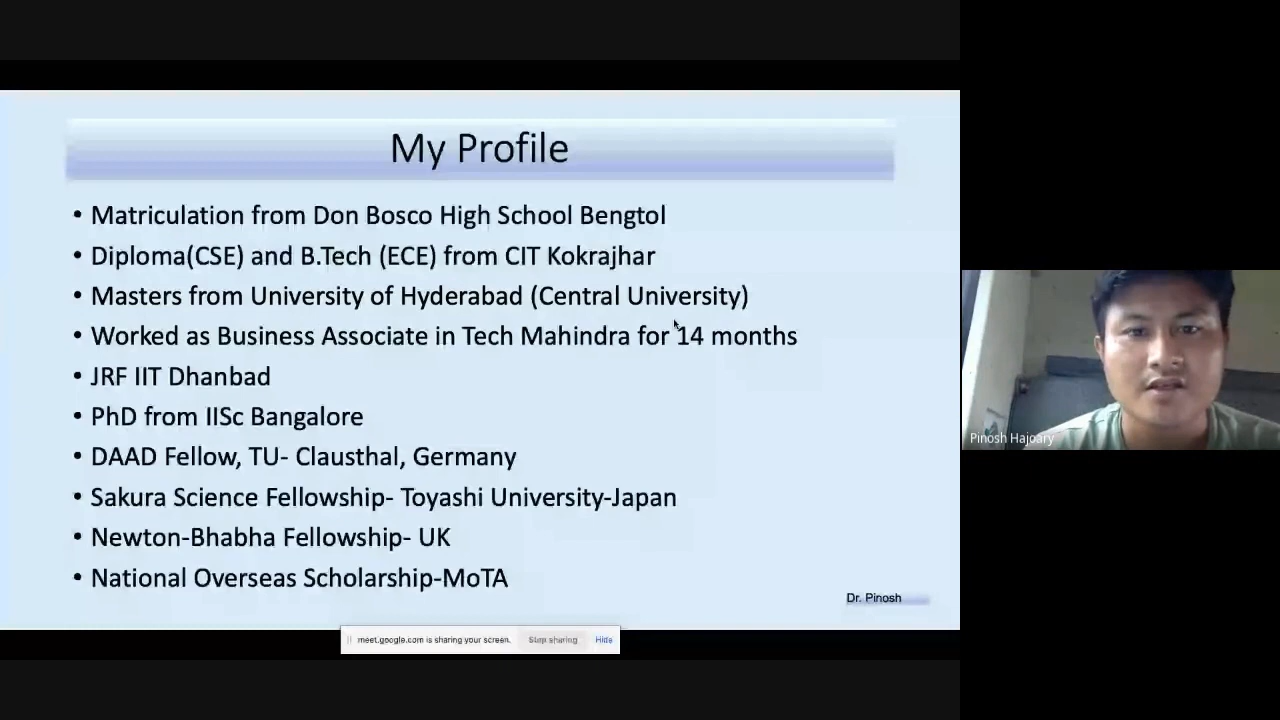 My Profile
• Matriculation from Don Bosco High School Bengtol
• Diploma(CSE) and B.Tech (ECE) from CIT Kokrajhar
• Masters from University of Hyderabad (Central University)
• Worked as Business Associate in Tech Mahindra for 14 months
• JRF IIT Dhanbad
• PhD from IISc Bangalore
• DAAD Fellow, TU- Clausthal, Germany
• Sakura Science Fellowship- Toyashi University-Japan
• Newton-Bhabha Fellowship- UK
• National Overseas Scholarship-MoTA
Dr. Pinosh
meet.google.com is sharing your screen. Stop sharing Hide
Pinosh Hajoary